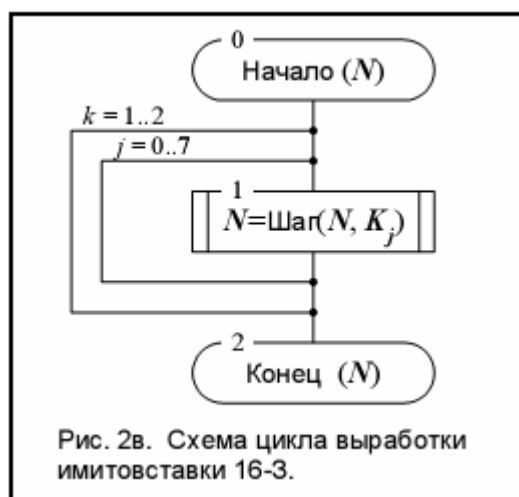 0
Начало (N)
k = 1..2
j = 0..7
1
N=Шаг(N, Kj)
2
Конец (N)
Рис. 2в. Схема цикла выработки
имитовставки 16-З.